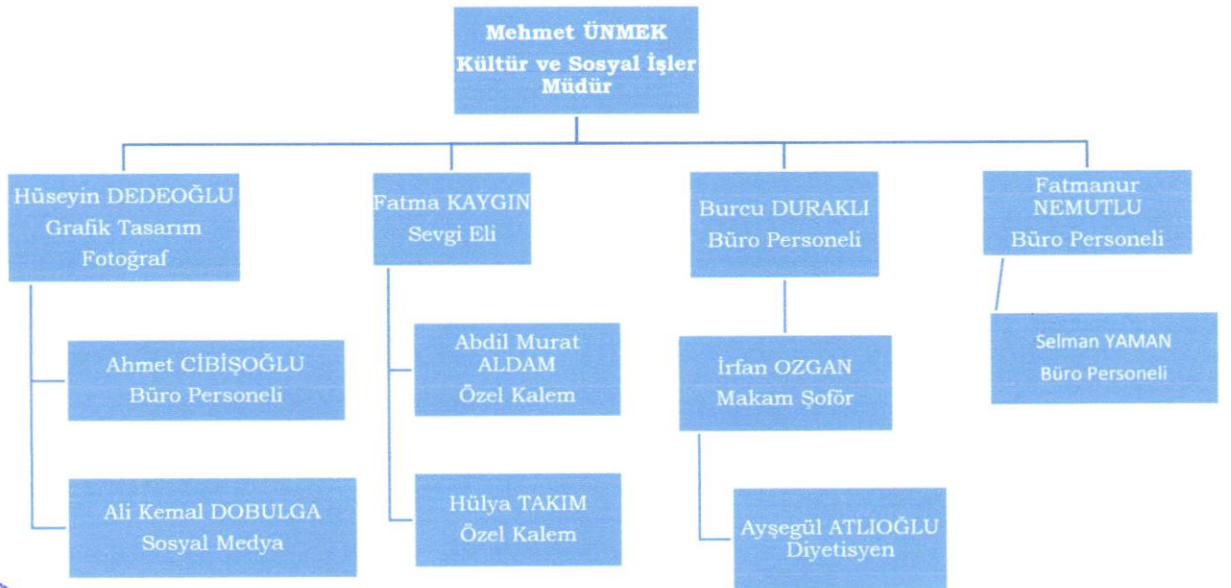 Mehmet ÜNMEK
Kültür ve Sosyal İşler
Müdür
Hüseyin DEDEOĞLU
Grafik Tasarım
Fotoğraf
Fatma KAYGIN
Sevgi Eli
Burcu DURAKLI
Büro Personeli
Fatmanur
NEMUTLU
Büro Personeli
Ahmet CİBİŞOĞLU
Büro Personeli
Abdil Murat
ALDAM
Özel Kalem
İrfan OZGAN
Makam Şoför
Selman YAMAN
Büro Personeli
Ali Kemal DOBULGA
Sosyal Medya
Hülya TAKIM
Özel Kalem
Ayşegül ATLIOĞLU
Diyetisyen